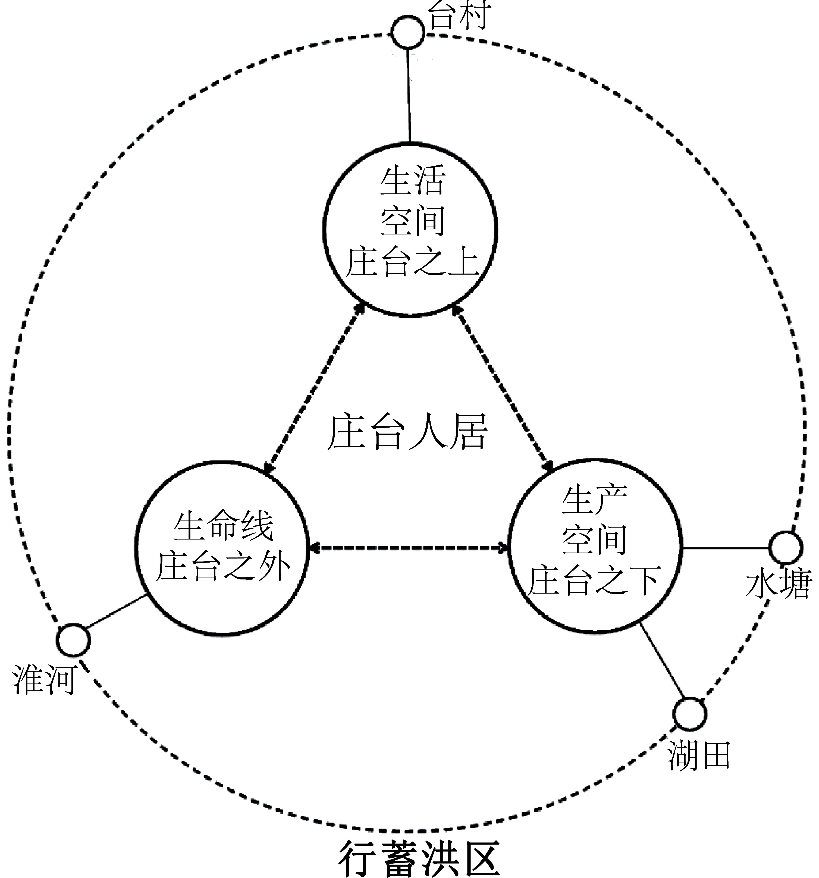 台村
生活
空间
庄台之上
庄台人居
生命线
庄台之外
生产
空间
庄台之下
水塘
淮河
湖田
行蓄洪区